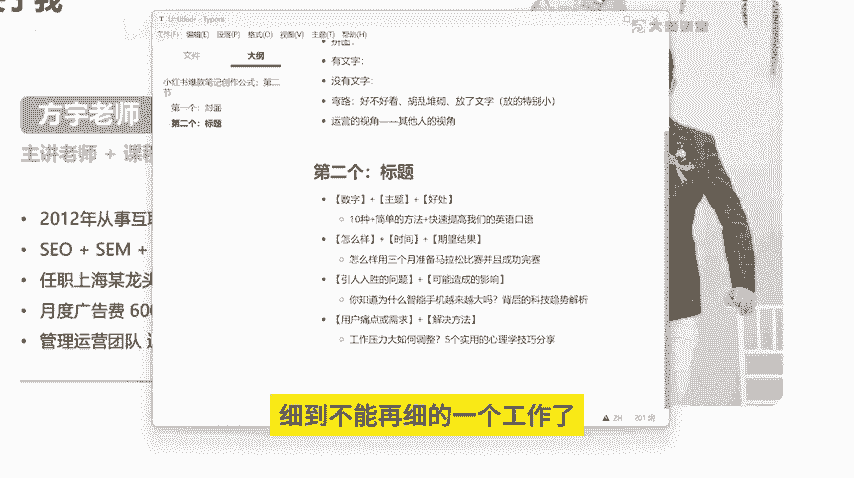 方宇老师
主讲老师 + 课
2012年从事互
SEO + SEM +
任职上海某龙头
月度广告费 600
管理运营团队
Untitled - Typora
文件(F) 编辑(E) 段落(P) 格式(O) 视图(V) 主题(T) 帮助(H)
文件 大纲
小红书爆款笔记创作公式：第二
节
第一个：封面
第二个：标题
拼图：
有文字：
没有文字：
弯路：好不好看、胡乱堆砌、放了文字（放的特别小）
运营的视角——其他人的视角
第二个：标题
【数字】+【主题】+【好处】
10种+简单的方法+快速提高我们的英语口语
【怎么样】+【时间】+【期望结果】
怎么样用三个月准备马拉松比赛并且成功完赛
【引人入胜的问题】+【可能造成的影响】
你知道为什么智能手机越来越大吗？背后的科技趋势解析
【用户痛点或需求】+【解决方法】
工作压力大如何调整？5个实用的心理学技巧分享
ZH 201 词
细到不能再细的一个工作了